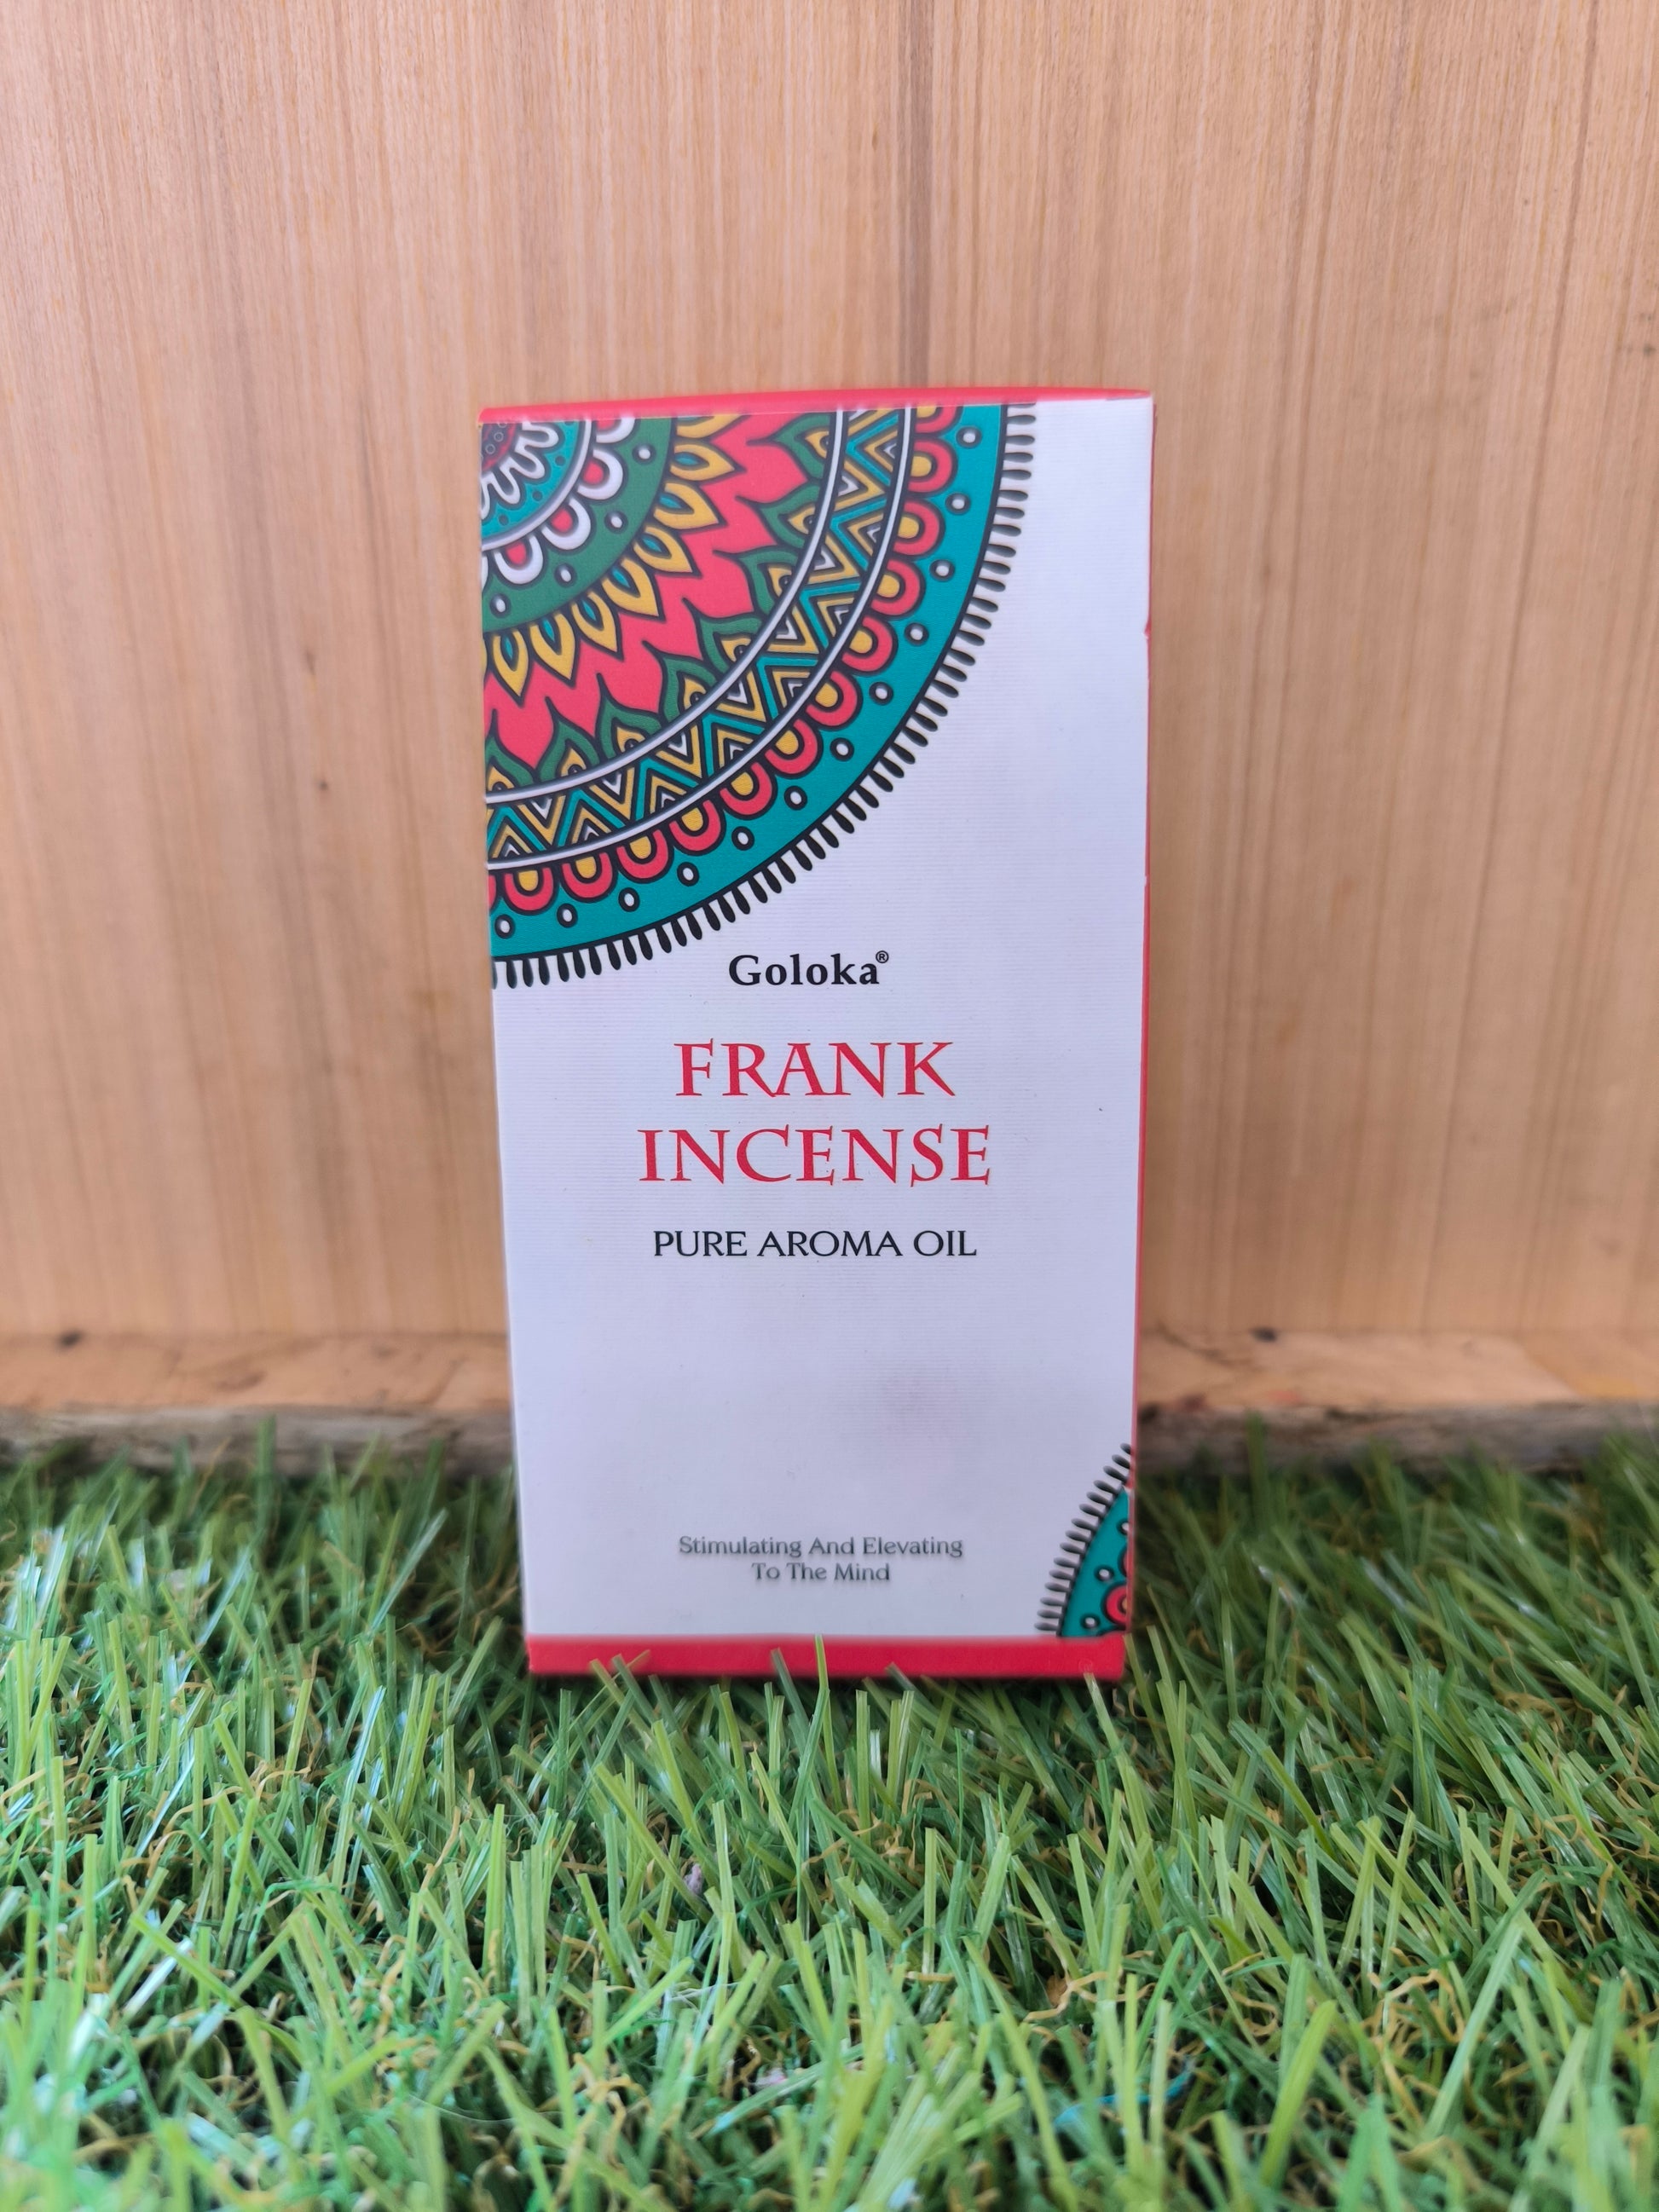 Goloka®
FRANK
INCENSE
PURE AROMA OIL
Stimulating And Elevating
To The Mind